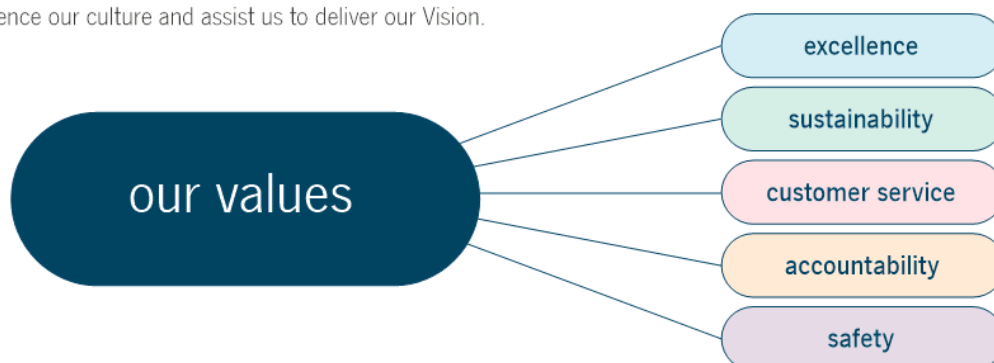 ence our culture and assist us to deliver our Vision.
our values
excellence
sustainability
customer service
accountability
safety